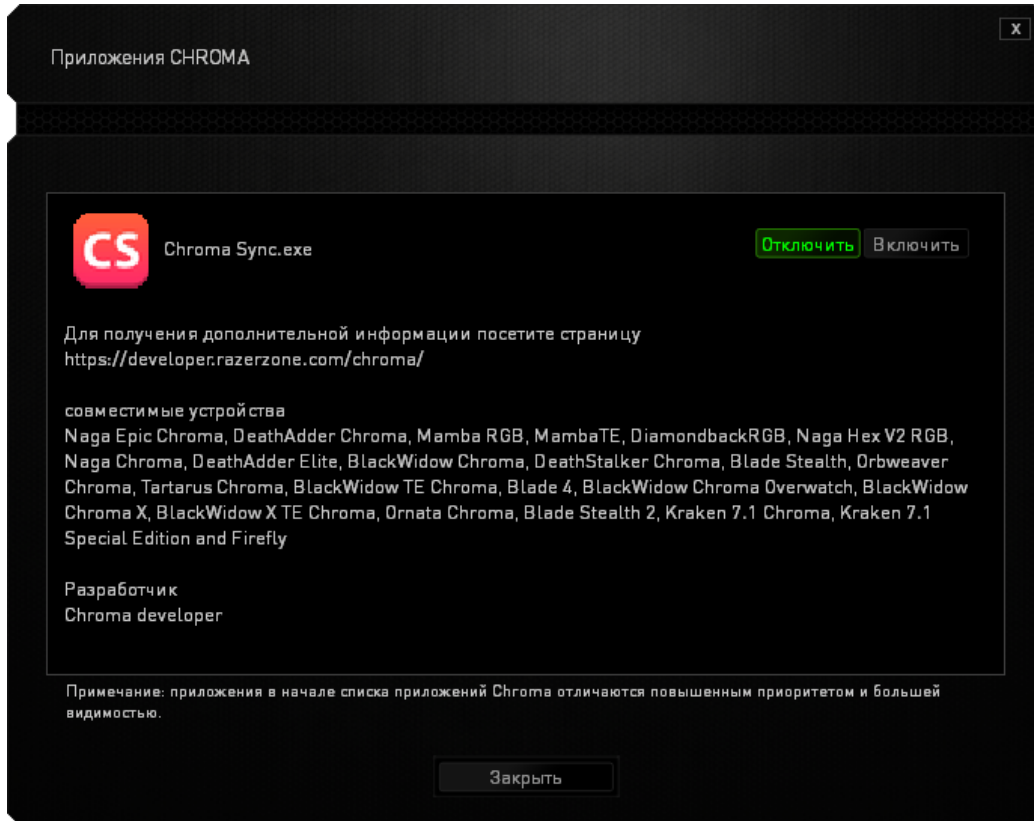 X
Приложения CHROMA
CS
Chroma Sync.exe
Отключить Включить
Для получения дополнительной информации посетите страницу
https://developer.razerzone.com/chroma/
совместимые устройства
Naga Epic Chroma, DeathAdder Chroma, Mamba RGB, MambaTE, DiamondbackRGB, Naga Hex V2 RGB,
Naga Chroma, DeathAdder Elite, BlackWidow Chroma, DeathStalker Chroma, Blade Stealth, Orbweaver
Chroma, Tartarus Chroma, BlackWidow TE Chroma, Blade 4, BlackWidow Chroma Overwatch, BlackWidow
Chroma X, BlackWidow X TE Chroma, Ornata Chroma, Blade Stealth 2, Kraken 7.1 Chroma, Kraken 7.1
Special Edition and Firefly
Разработчик
Chroma developer
Примечание: приложения в начале списка приложений Chroma отличаются повышенным приоритетом и большей
видимостью.
Закрыть